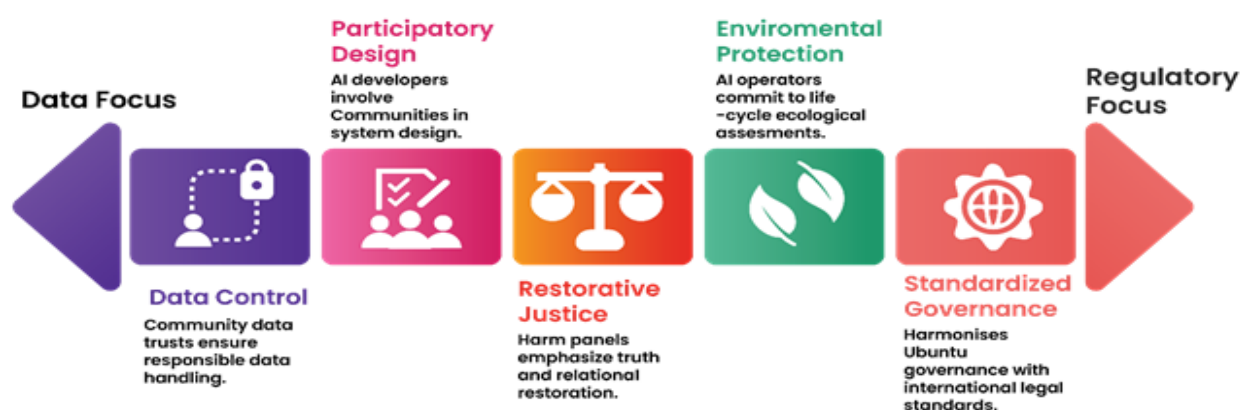 Data Focus
Data Control
Community data
trusts ensure
responsible data
handling.
Participatory
Design
AI developers
involve
Communities in
system design.
Restorative
Justice
Harm panels
emphasize truth
and relational
restoration.
Enviromental
Protection
AI operators
commit to life
-cycle ecological
assesments.
Standardized
Governance
Harmonises
Ubuntu
governance with
international legal
standards.
Regulatory
Focus